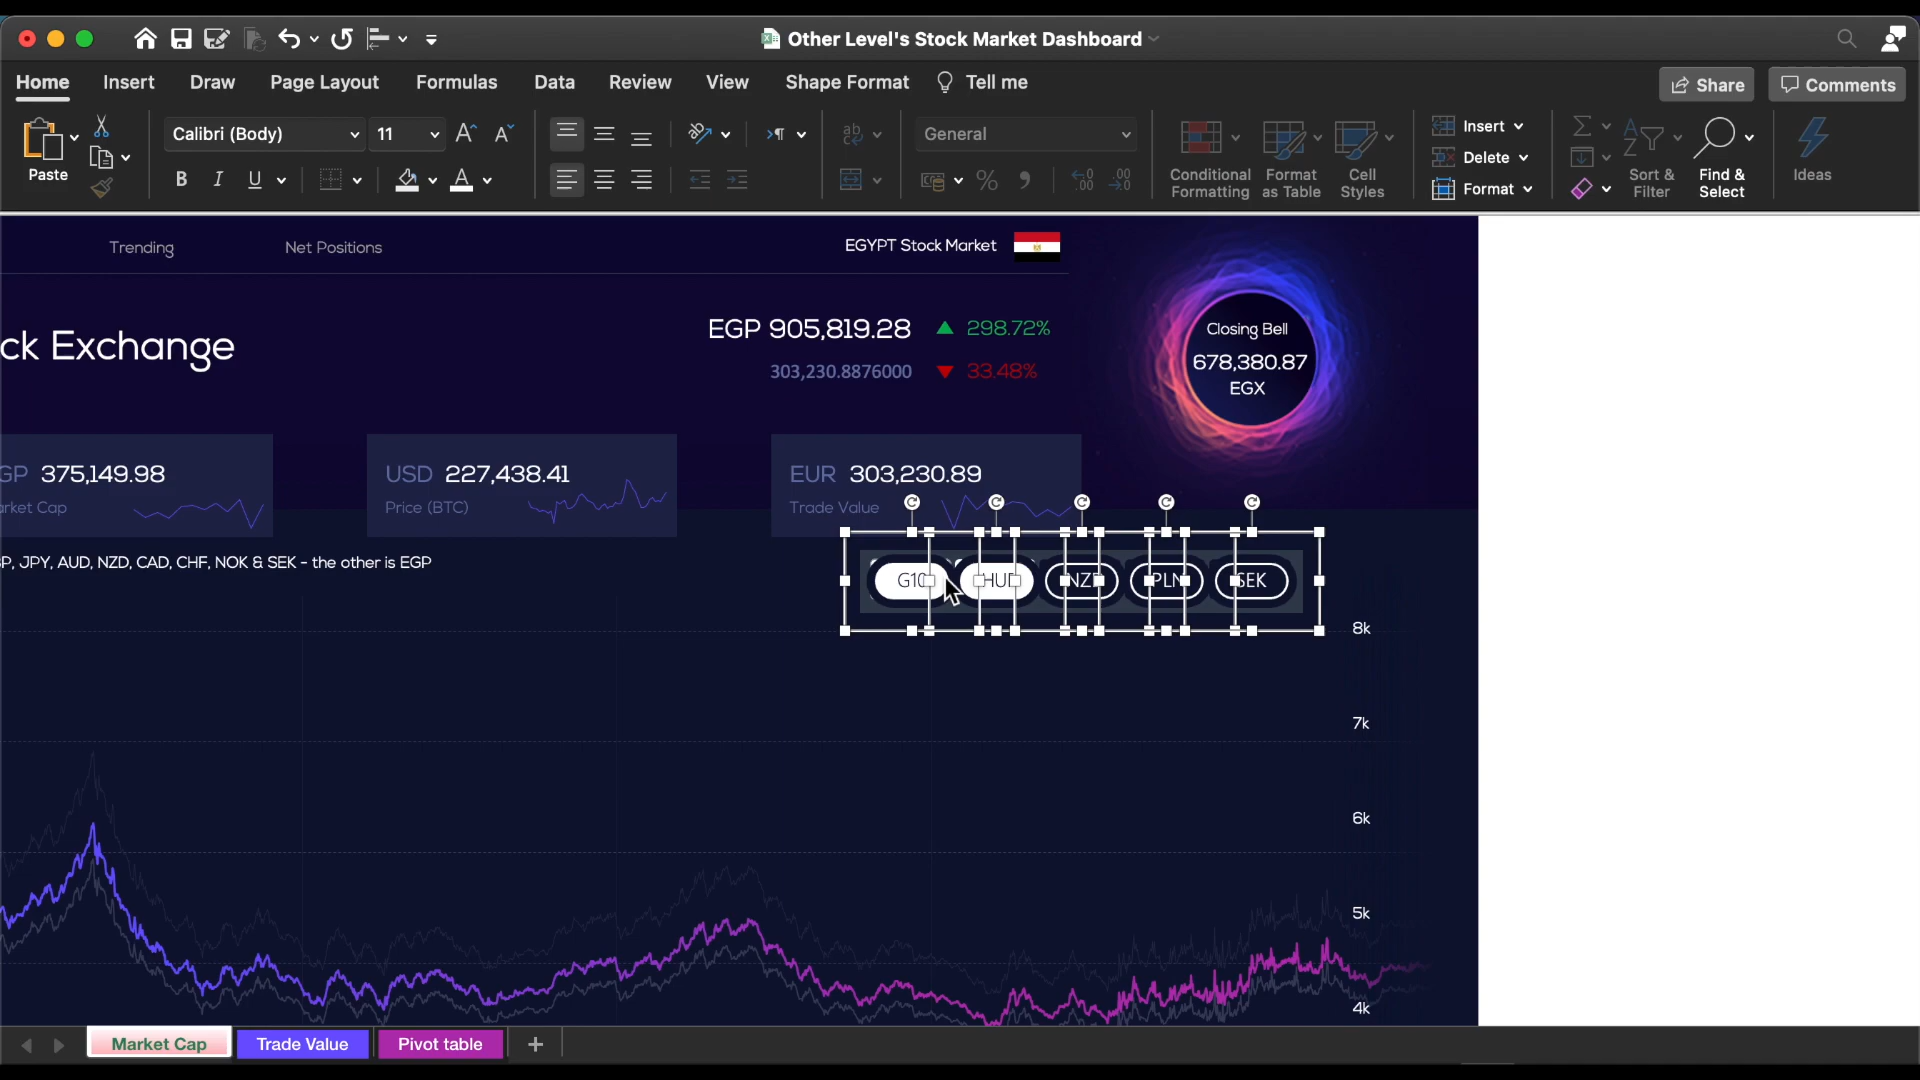 Other Level's Stock Market Dashboard
Home Insert Draw Page Layout Formulas Data Review View Shape Format Tell me Share Comments
Paste Calibri (Body) 11 General Insert
B I U Delete
Conditional Formatting Format as Table Cell Styles Format Sort & Filter Find & Select Ideas
Trending Net Positions EGYPT Stock Market
ck Exchange
EGP 905,819.28 298.72%
303,230.8876000 33.48%
Closing Bell
678,380.87
EGX
GP 375,149.98 USD 227,438.41 EUR 303,230.89
rket Cap Price (BTC) Trade Value
P, JPY, AUD, NZD, CAD, CHF, NOK & SEK - the other is EGP
G10 HUF NZD PLN SEK
8k
7k
6k
5k
4k
Market Cap Trade Value Pivot table +